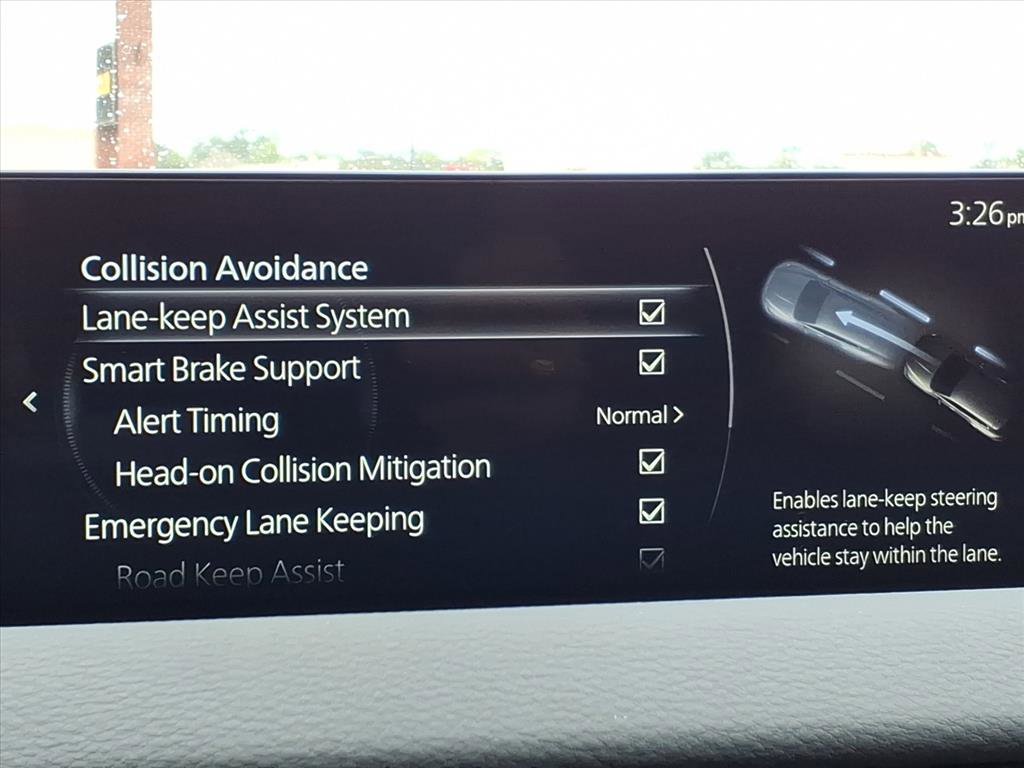 3:26 pm
Collision Avoidance
Lane-keep Assist System
Smart Brake Support
Alert Timing Normal >
Head-on Collision Mitigation
Emergency Lane Keeping
Road Keep Assist
Enables lane-keep steering
assistance to help the
vehicle stay within the lane.